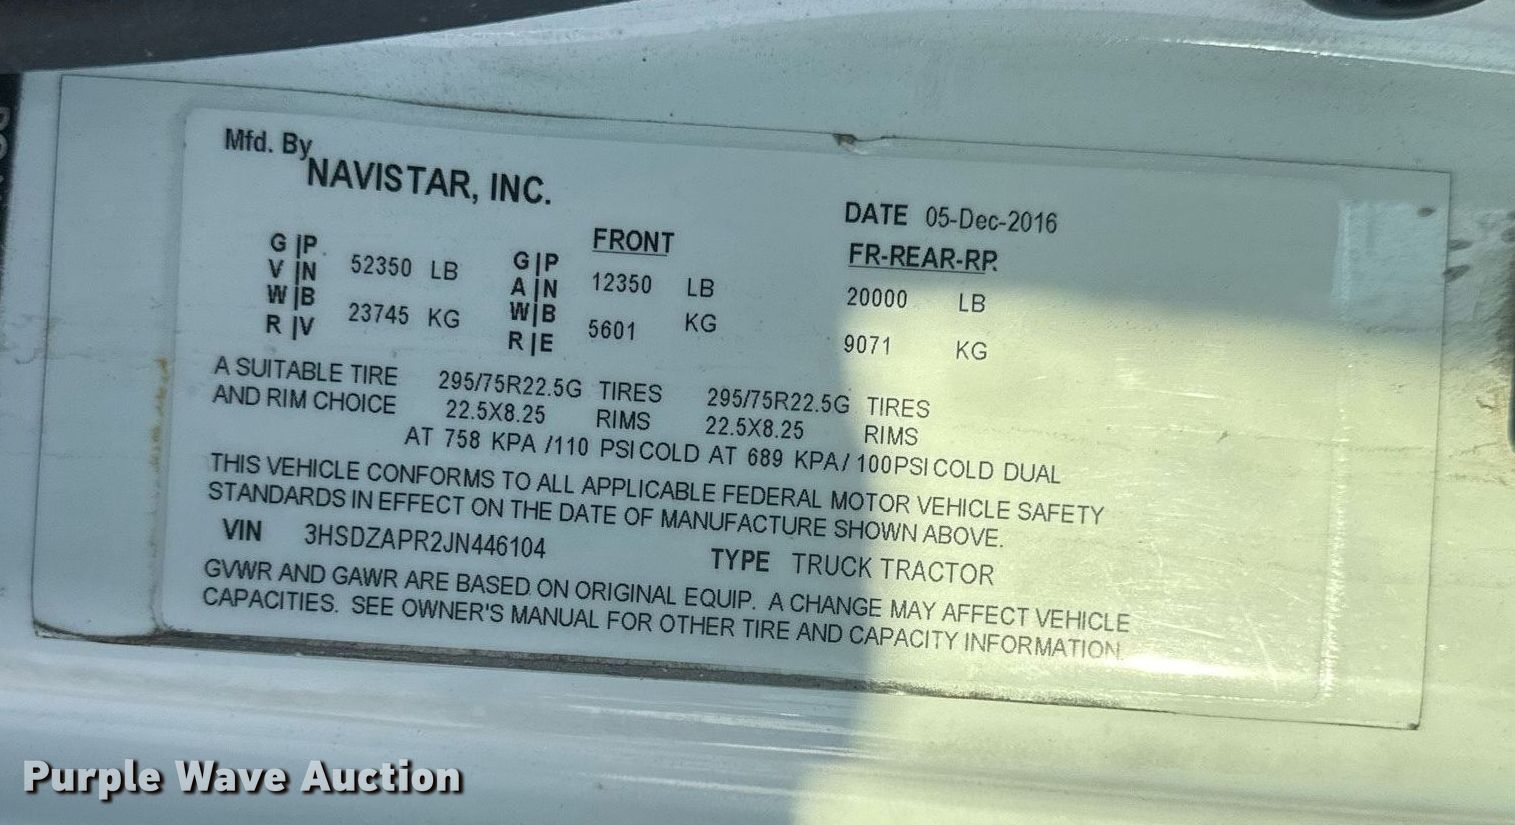 Mfd. By
NAVISTAR, INC.
DATE 05-Dec-2016
FRONT FR-REAR-RP.
G|P
V|N 52350 LB
W|B
R|V 23745 KG
G|P
A|N 12350 LB 20000 LB
W|B
R|E 5601 KG 9071 KG
A SUITABLE TIRE 295/75R22.5G TIRES 295/75R22.5G TIRES
AND RIM CHOICE 22.5X8.25 RIMS 22.5X8.25 RIMS
AT 758 KPA /110 PSI COLD AT 689 KPA/ 100PSI COLD DUAL
THIS VEHICLE CONFORMS TO ALL APPLICABLE FEDERAL MOTOR VEHICLE SAFETY
STANDARDS IN EFFECT ON THE DATE OF MANUFACTURE SHOWN ABOVE.
VIN 3HSDZAPR2JN446104 TYPE TRUCK TRACTOR
GVWR AND GAWR ARE BASED ON ORIGINAL EQUIP. A CHANGE MAY AFFECT VEHICLE
CAPACITIES. SEE OWNER'S MANUAL FOR OTHER TIRE AND CAPACITY INFORMATION.
Purple Wave Auction